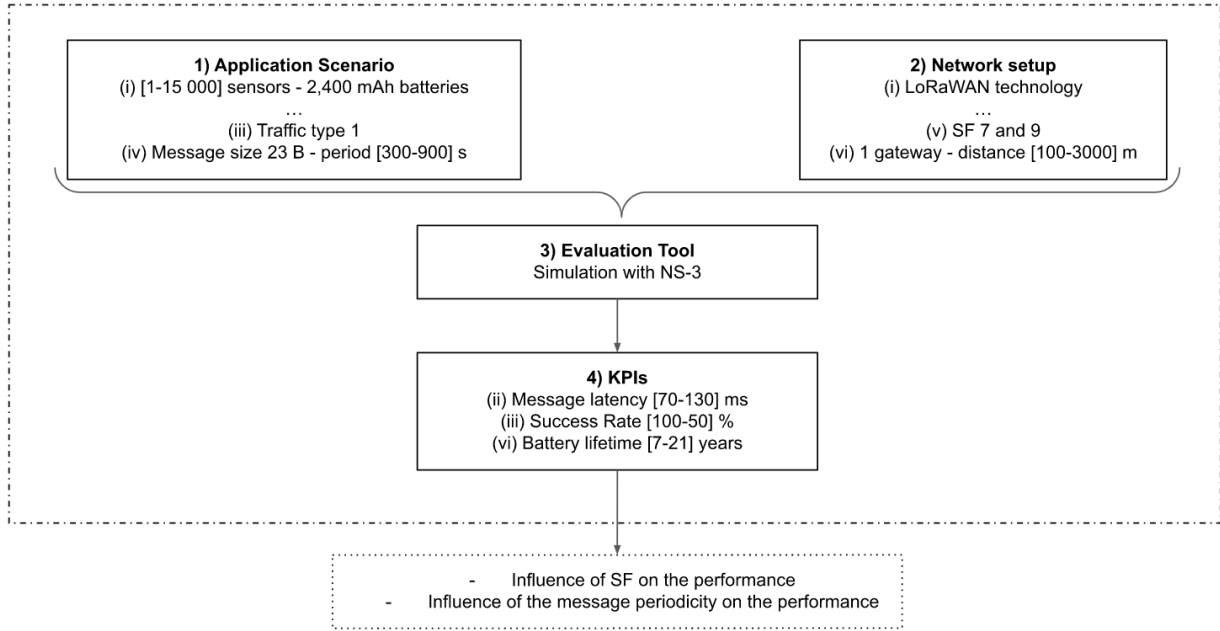 1) Application Scenario
(i) [1-15 000] sensors - 2,400 mAh batteries
...
(iii) Traffic type 1
(iv) Message size 23 B - period [300-900] s
2) Network setup
(i) LoRaWAN technology
...
(v) SF 7 and 9
(vi) 1 gateway - distance [100-3000] m
3) Evaluation Tool
Simulation with NS-3
4) KPIs
(ii) Message latency [70-130] ms
(iii) Success Rate [100-50] %
(vi) Battery lifetime [7-21] years
- Influence of SF on the performance
- Influence of the message periodicity on the performance